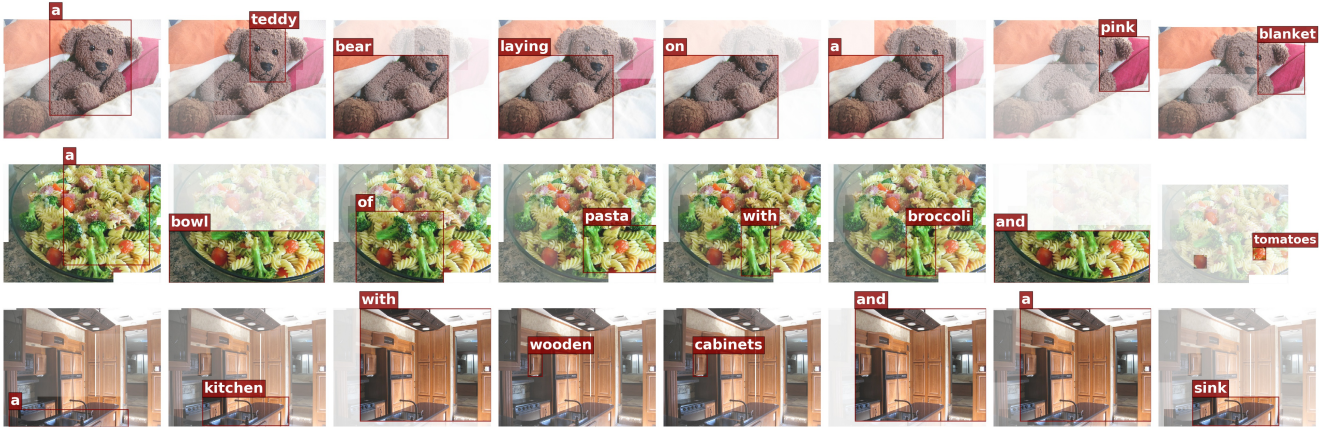 a teddy bear laying on a pink blanket
a bowl of pasta with broccoli and tomatoes
a kitchen with wooden cabinets and a sink